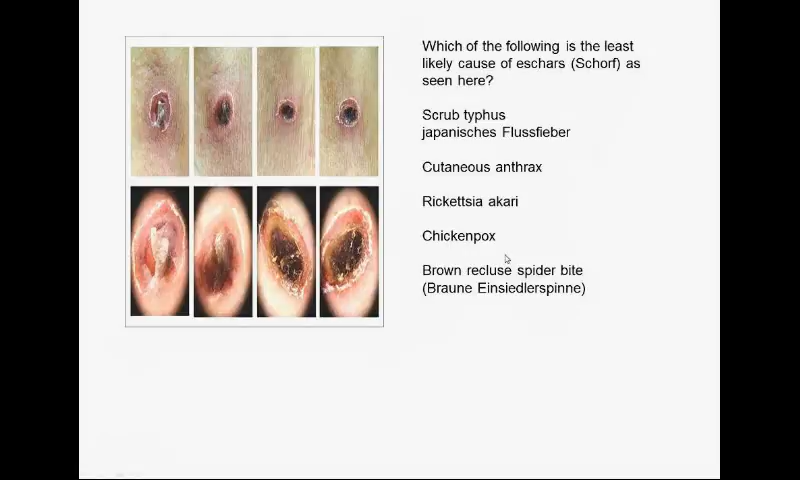 Which of the following is the least
likely cause of eschars (Schorf) as
seen here?
Scrub typhus
japanisches Flussfieber
Cutaneous anthrax
Rickettsia akari
Chickenpox
Brown recluse spider bite
(Braune Einsiedlerspinne)